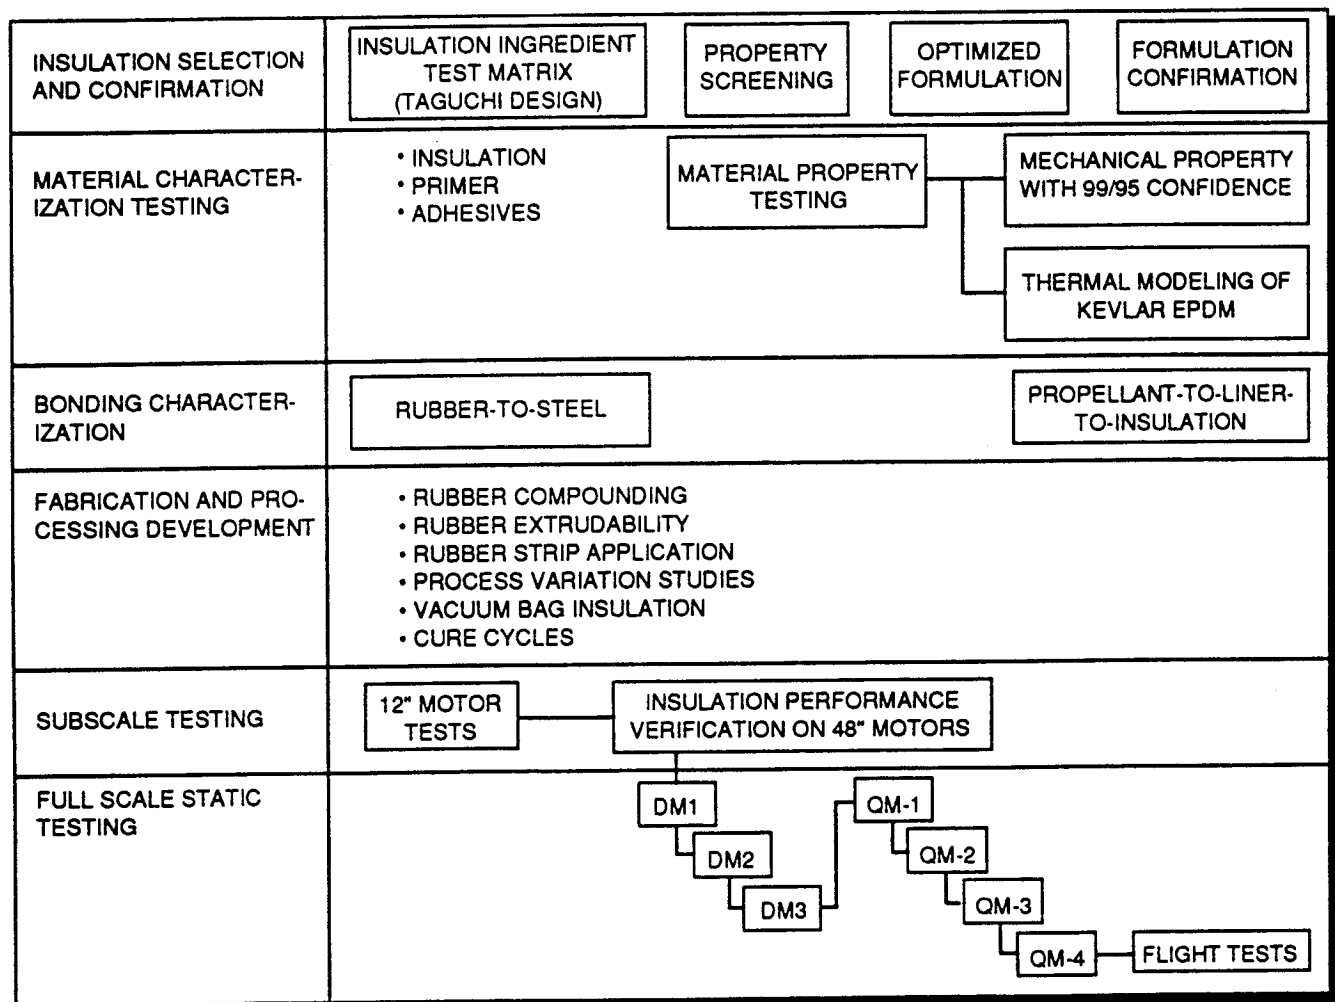 INSULATION SELECTION
AND CONFIRMATION
INSULATION INGREDIENT
TEST MATRIX
(TAGUCHI DESIGN)
PROPERTY
SCREENING
OPTIMIZED
FORMULATION
FORMULATION
CONFIRMATION
MATERIAL CHARACTER-
IZATION TESTING
• INSULATION
• PRIMER
• ADHESIVES
MATERIAL PROPERTY
TESTING
MECHANICAL PROPERTY
WITH 99/95 CONFIDENCE
THERMAL MODELING OF
KEVLAR EPDM
BONDING CHARACTER-
IZATION
RUBBER-TO-STEEL
PROPELLANT-TO-LINER-
TO-INSULATION
FABRICATION AND PRO-
CESSING DEVELOPMENT
• RUBBER COMPOUNDING
• RUBBER EXTRUDABILITY
• RUBBER STRIP APPLICATION
• PROCESS VARIATION STUDIES
• VACUUM BAG INSULATION
• CURE CYCLES
SUBSCALE TESTING
12" MOTOR
TESTS
INSULATION PERFORMANCE
VERIFICATION ON 48" MOTORS
FULL SCALE STATIC
TESTING
DM1
DM2
DM3
QM-1
QM-2
QM-3
QM-4
FLIGHT TESTS